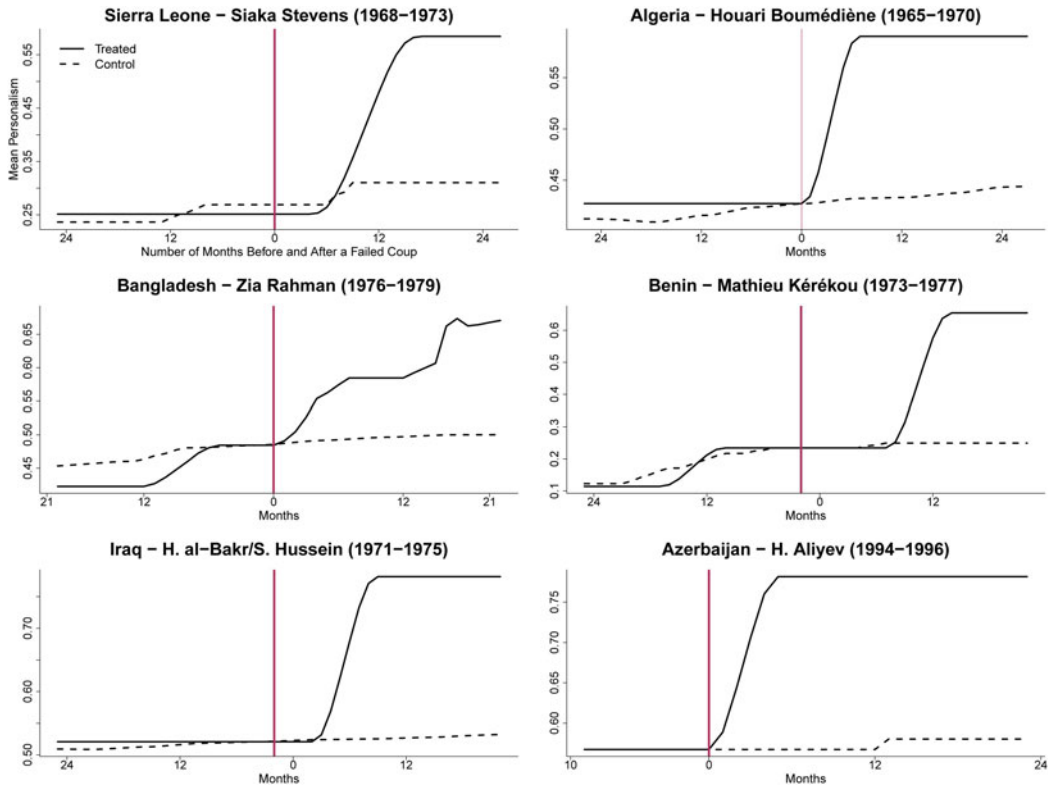 Sierra Leone − Siaka Stevens (1968−1973)
Treated
Control
Mean Personalism
0.25 0.35 0.45 0.55
24 12 0 12 24
Number of Months Before and After a Failed Coup
Algeria − Houari Boumédiène (1965−1970)
0.45 0.50 0.55
24 12 0 12 24
Months
Bangladesh − Zia Rahman (1976−1979)
0.45 0.50 0.55 0.60 0.65
21 12 0 12 21
Months
Benin − Mathieu Kérékou (1973−1977)
0.1 0.2 0.3 0.4 0.5 0.6
24 12 0 12
Months
Iraq − H. al−Bakr/S. Hussein (1971−1975)
0.50 0.60 0.70
24 12 0 12
Months
Azerbaijan − H. Aliyev (1994−1996)
0.60 0.65 0.70 0.75
10 0 12 24
Months